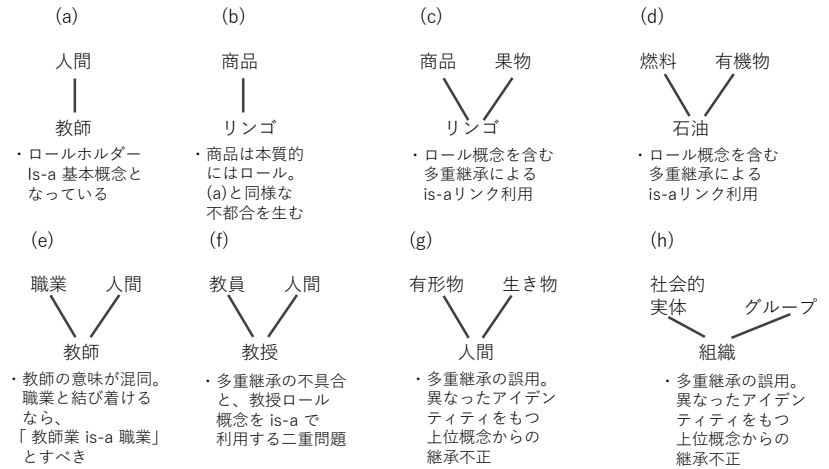 (a)
人間
教師
・ロールホルダー
Is-a 基本概念と
なっている
(b)
商品
リンゴ
・商品は本質的
にはロール。
(a)と同様な
不都合を生む
(c)
商品 果物
リンゴ
・ロール概念を含む
多重継承による
is-aリンク利用
(d)
燃料 有機物
石油
・ロール概念を含む
多重継承による
is-aリンク利用
(e)
職業 人間
教師
・教師の意味が混同。
職業と結び着ける
なら、
「 教師業 is-a 職業」
とすべき
(f)
教員 人間
教授
・多重継承の不具合
と、教授ロール
概念を is-a で
利用する二重問題
(g)
有形物 生き物
人間
・多重継承の誤用。
異なったアイデン
ティティをもつ
上位概念からの
継承不正
(h)
社会的
実体 グループ
組織
・多重継承の誤用。
異なったアイデン
ティティをもつ
上位概念からの
継承不正